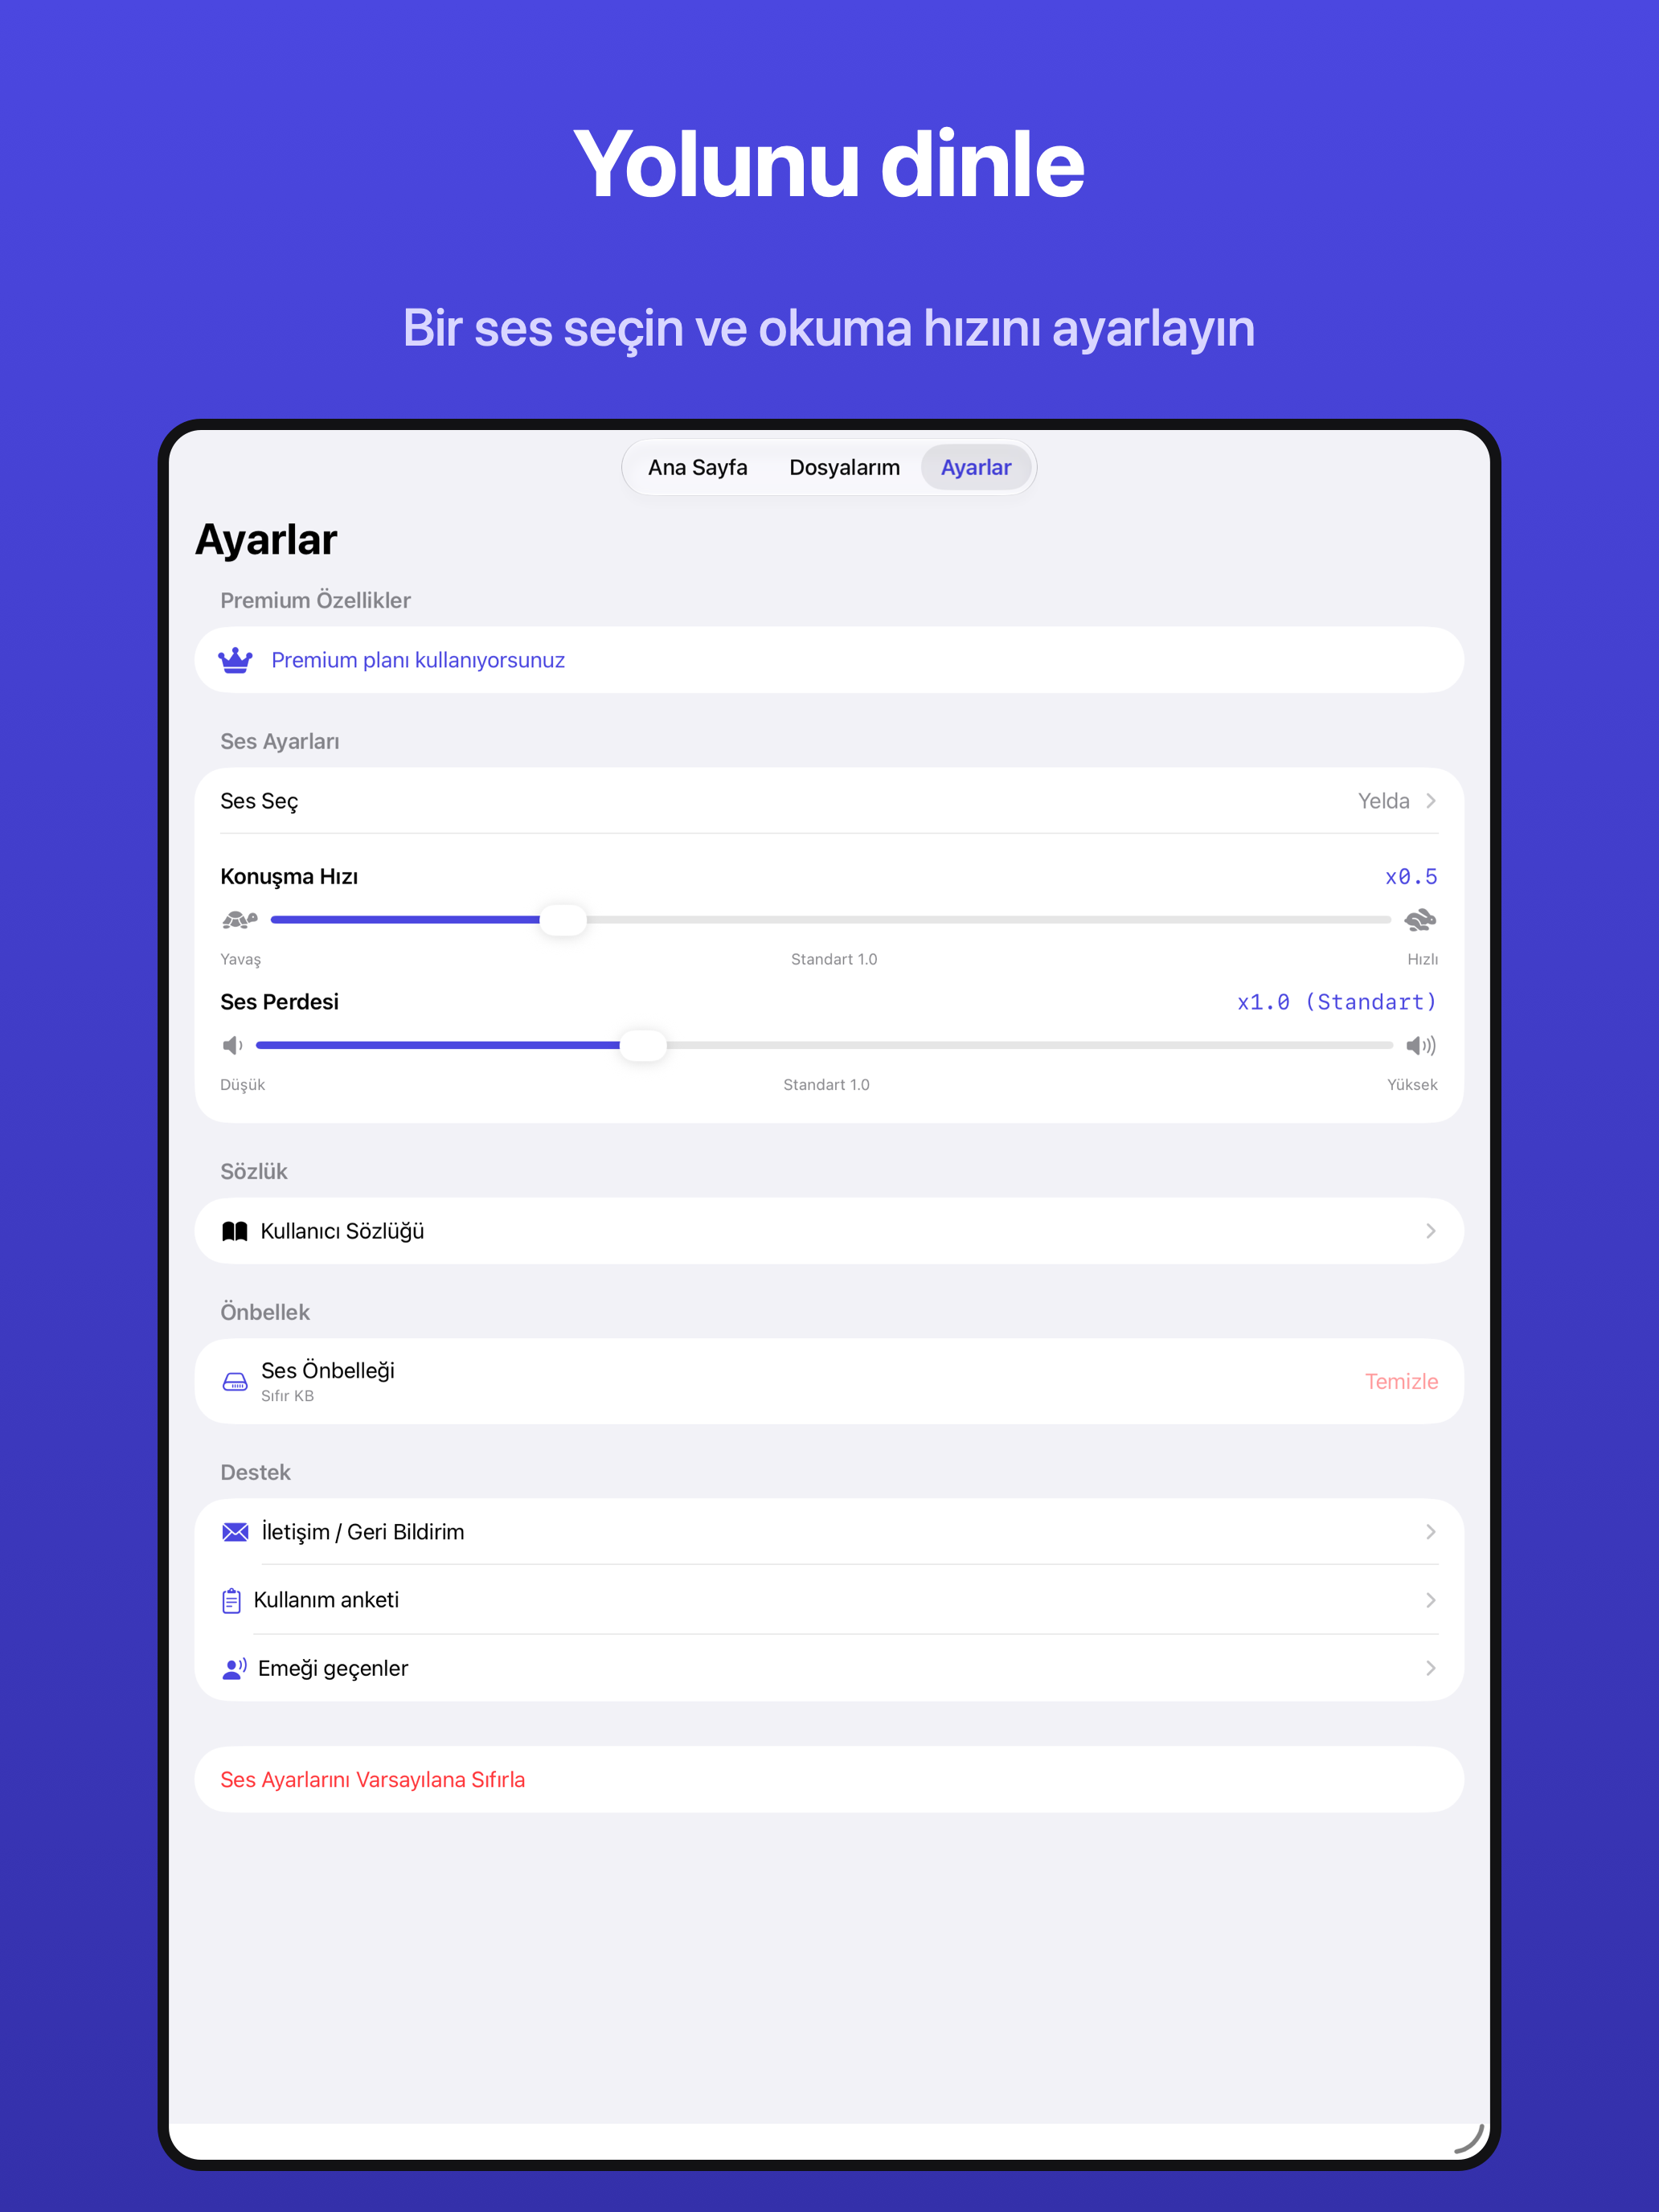 Yolunu dinle
Bir ses seçin ve okuma hızını ayarlayın
Ana Sayfa Dosyalarım Ayarlar
Ayarlar
Premium Özellikler
Premium planı kullanıyorsunuz
Ses Ayarları
Ses Seç Yelda
Konuşma Hızı x0.5
Yavaş Standart 1.0 Hızlı
Ses Perdesi x1.0 (Standart)
Düşük Standart 1.0 Yüksek
Sözlük
Kullanıcı Sözlüğü
Önbellek
Ses Önbelleği
Sıfır KB
Temizle
Destek
İletişim / Geri Bildirim
Kullanım anketi
Emeği geçenler
Ses Ayarlarını Varsayılana Sıfırla